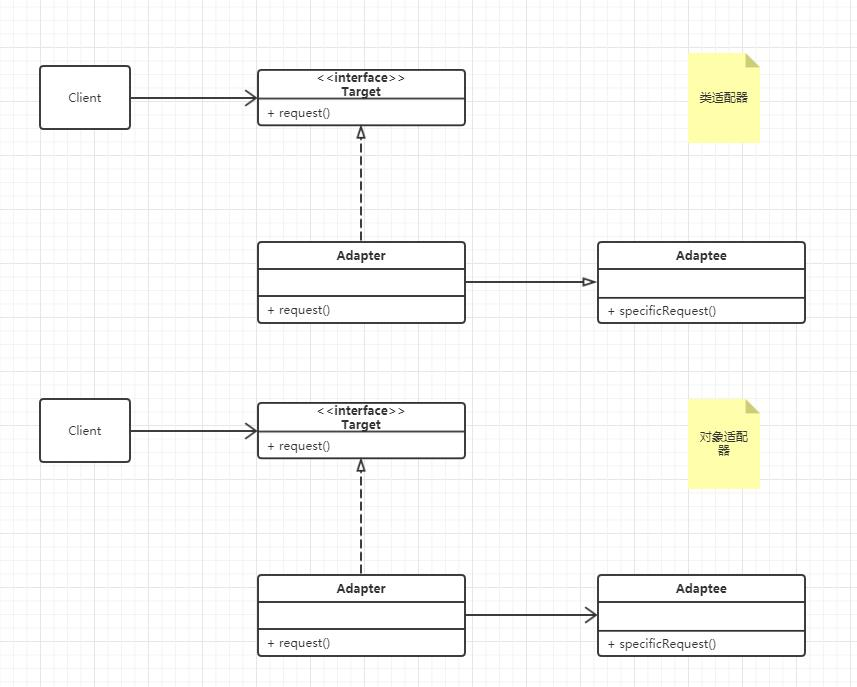 <<interface>>
Client
Target
类适配器
+ request()
Adapter
Adaptee
+ request()
+ specificRequest()
<<interface>>
Client
Target
对象适配
器
+ request()
Adapter
Adaptee
+ request()
+ specificRequest()